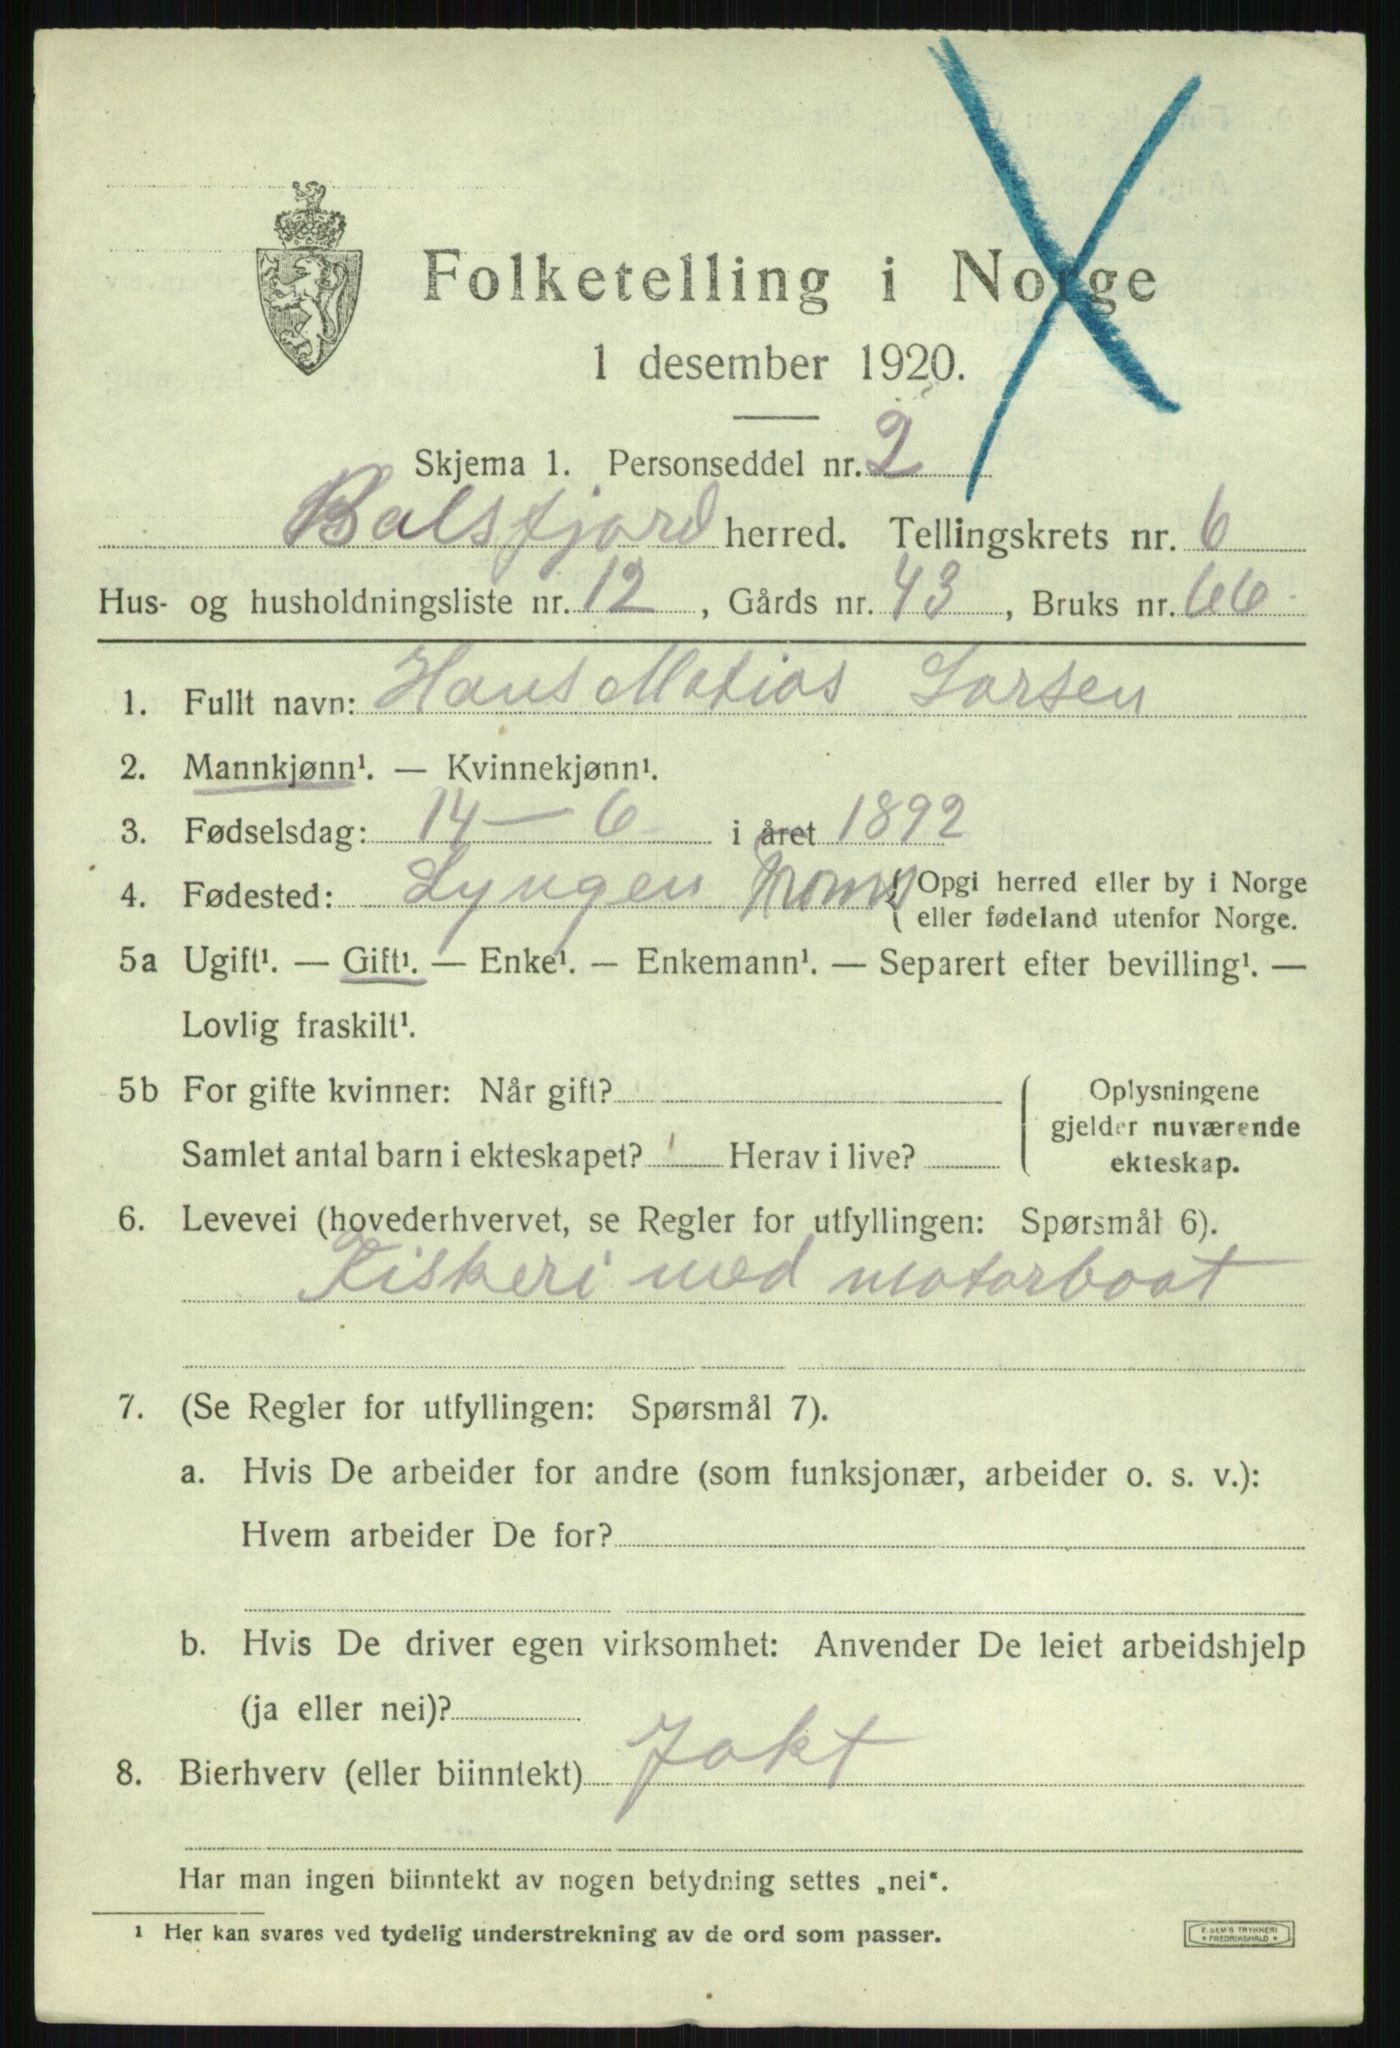 Folketelling i Norge
1 desember 1920.
Skjema 1. Personseddel nr. 2
Balsfjord herred. Tellingskrets nr. 6
Hus- og husholdningsliste nr. 12, Gårds nr. 43, Bruks nr. 66
1. Fullt navn: Hans Matias Larsen
2. Mannkjønn¹. — Kvinnekjønn¹.
3. Fødselsdag: 14 — 6 i året 1892
4. Fødested: Lyngen Troms { Opgi herred eller by i Norge
eller fødeland utenfor Norge.
5a Ugift¹. — Gift¹. — Enke¹. — Enkemann¹. — Separert efter bevilling¹. —
Lovlig fraskilt¹.
5b For gifte kvinner: Når gift?
Samlet antal barn i ekteskapet? Herav i live?
Oplysningene
gjelder nuværende
ekteskap.
6. Levevei (hovederhvervet, se Regler for utfyllingen: Spørsmål 6).
Fiskeri med motorboat
7. (Se Regler for utfyllingen: Spørsmål 7).
a. Hvis De arbeider for andre (som funksjonær, arbeider o. s. v.):
Hvem arbeider De for?
b. Hvis De driver egen virksomhet: Anvender De leiet arbeidshjelp
(ja eller nei)?
8. Bierhverv (eller biinntekt) Jakt
Har man ingen biinntekt av nogen betydning settes „nei“.
1 Her kan svares ved tydelig understrekning av de ord som passer.
E. SEM'S TRYKKERI
* FREDRIKSHALD *